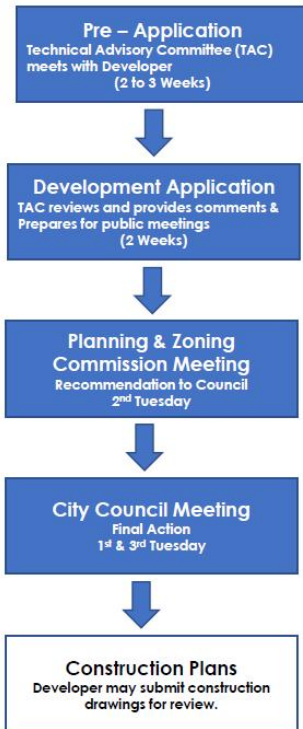 Pre – Application
Technical Advisory Committee (TAC)
meets with Developer
(2 to 3 Weeks)
Development Application
TAC reviews and provides comments &
Prepares for public meetings
(2 Weeks)
Planning & Zoning
Commission Meeting
Recommendation to Council
2nd Tuesday
City Council Meeting
Final Action
1st & 3rd Tuesday
Construction Plans
Developer may submit construction
drawings for review.